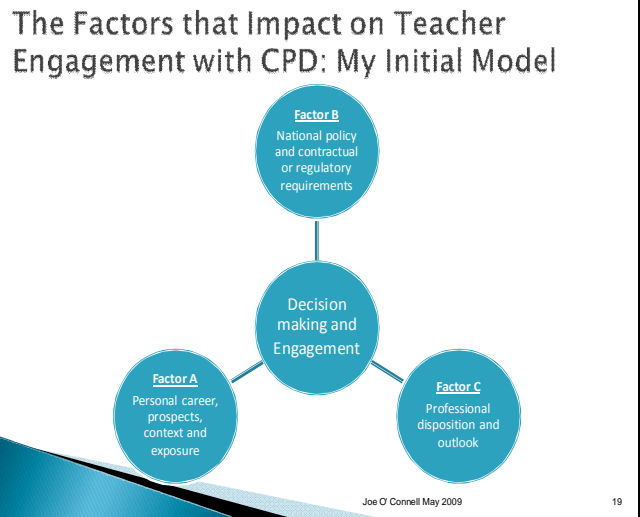 The Factors that Impact on Teacher
Engagement with CPD: My Initial Model
Factor B
National policy
and contractual
or regulatory
requirements
Decision
making and
Engagement
Factor A
Personal career,
prospects,
context and
exposure
Factor C
Professional
disposition and
outlook
Joe O' Connell May 2009
19